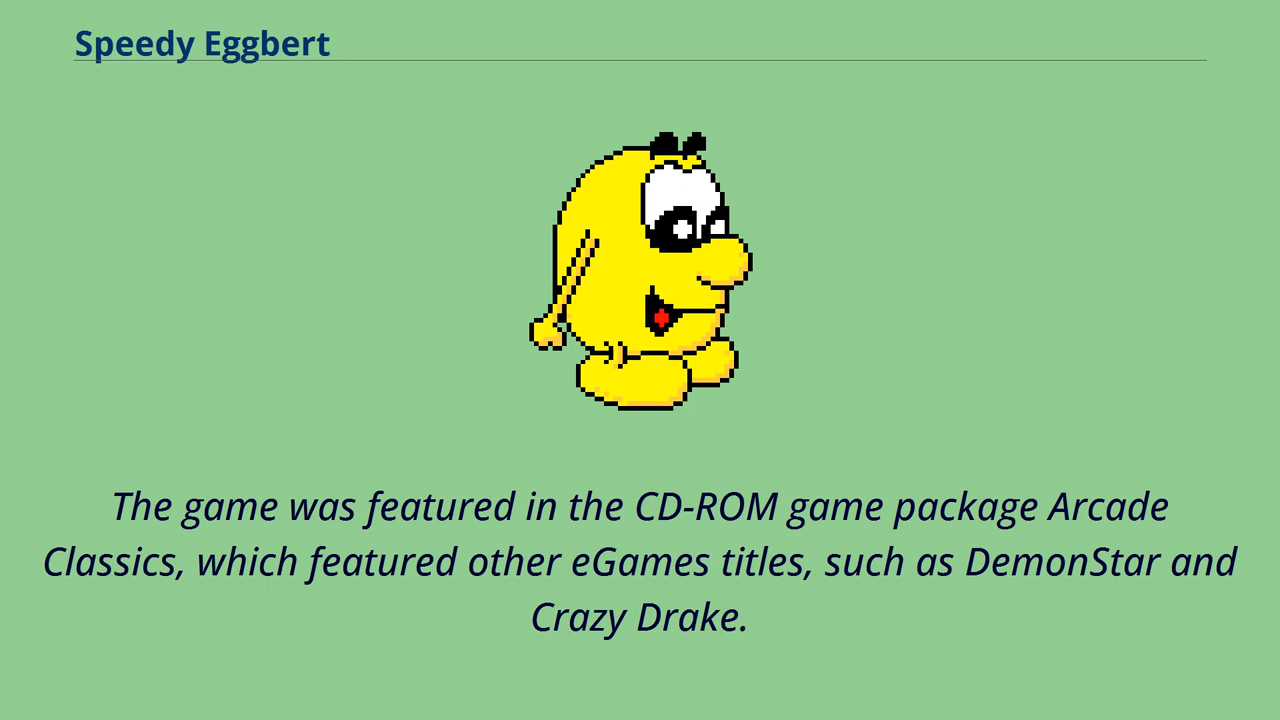 Speedy Eggbert
The game was featured in the CD-ROM game package Arcade
Classics, which featured other eGames titles, such as DemonStar and
Crazy Drake.